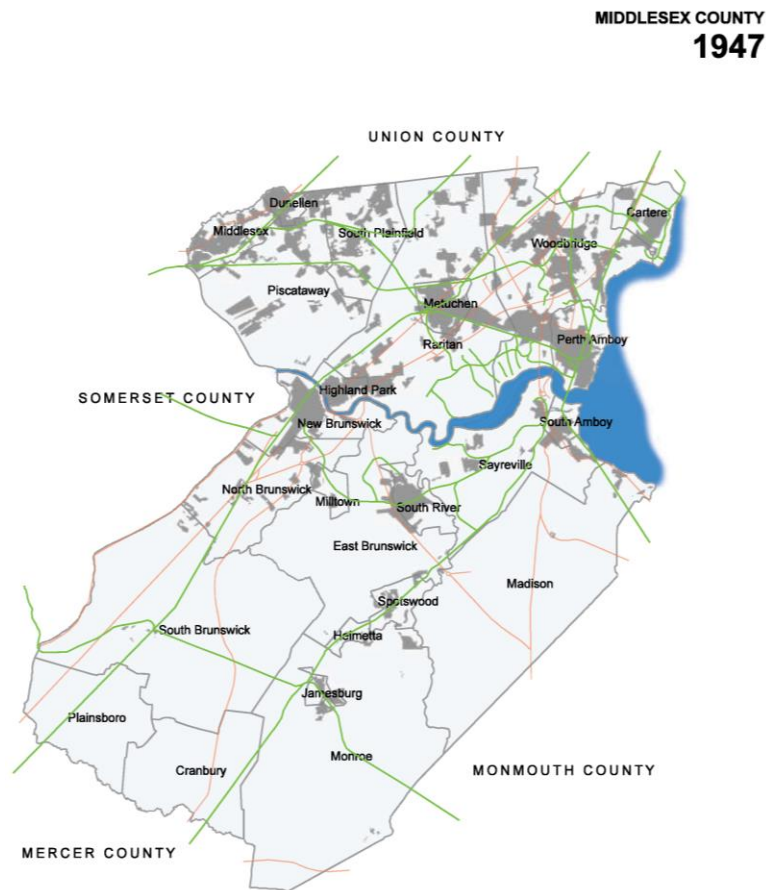 MIDDLESEX COUNTY
1947
UNION COUNTY
Dunellen
Cartere
Middlesex
South Plainfield
Woodbridge
Piscataway
Metuchen
Perth Amboy
Raritan
Highland Park
SOMERSET COUNTY
New Brunswick
South Amboy
Sayreville
North Brunswick
Milltown
South River
East Brunswick
Madison
Spotswood
South Brunswick
Helmetta
Jamesburg
Plainsboro
Monroe
Cranbury
MONMOUTH COUNTY
MERCER COUNTY